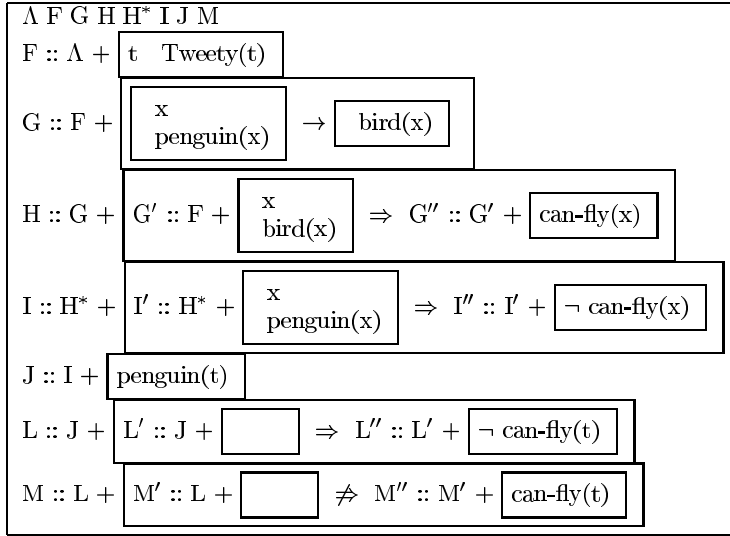 Λ F G H H* I J M
F :: Λ + t Tweety(t)
G :: F + x penguin(x) → bird(x)
H :: G + G′ :: F + x bird(x) ⇒ G′′ :: G′ + can-fly(x)
I :: H* + I′ :: H* + x penguin(x) ⇒ I′′ :: I′ + ¬ can-fly(x)
J :: I + penguin(t)
L :: J + L′ :: J + ⇒ L′′ :: L′ + ¬ can-fly(t)
M :: L + M′ :: L + ⇏ M′′ :: M′ + can-fly(t)